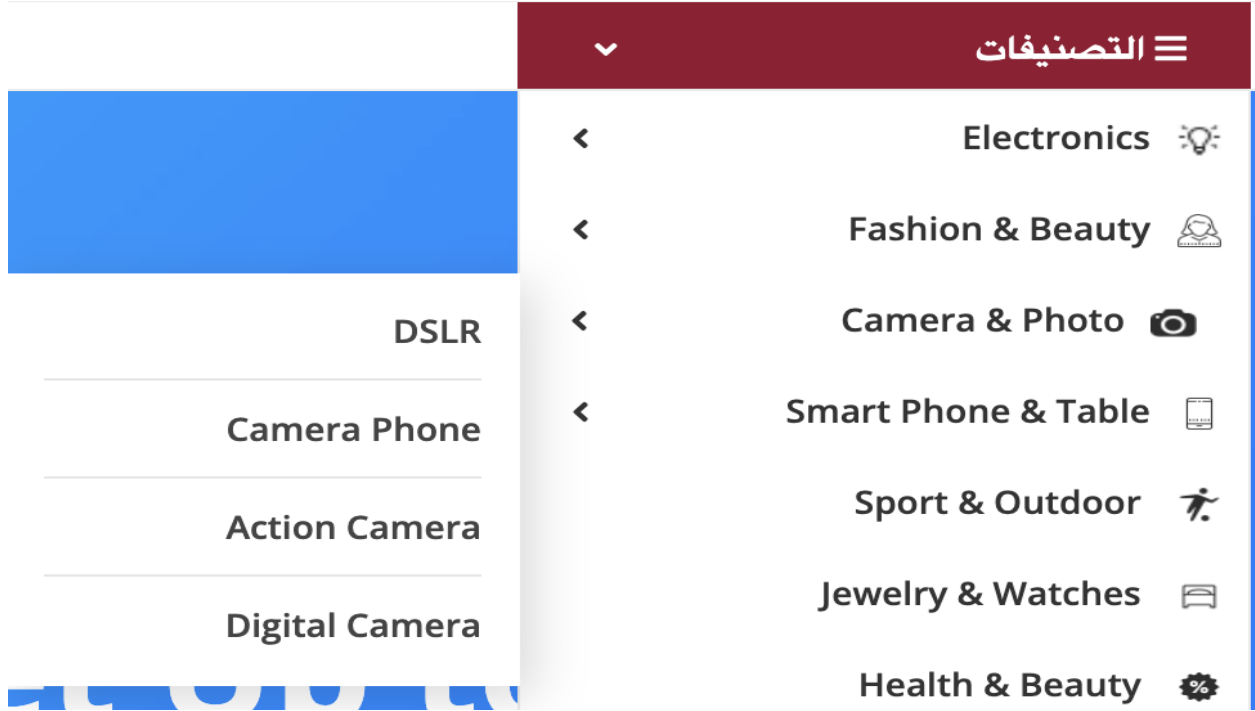 التصنيفات
Electronics
Fashion & Beauty
Camera & Photo
Smart Phone & Table
Sport & Outdoor
Jewelry & Watches
Health & Beauty
DSLR
Camera Phone
Action Camera
Digital Camera